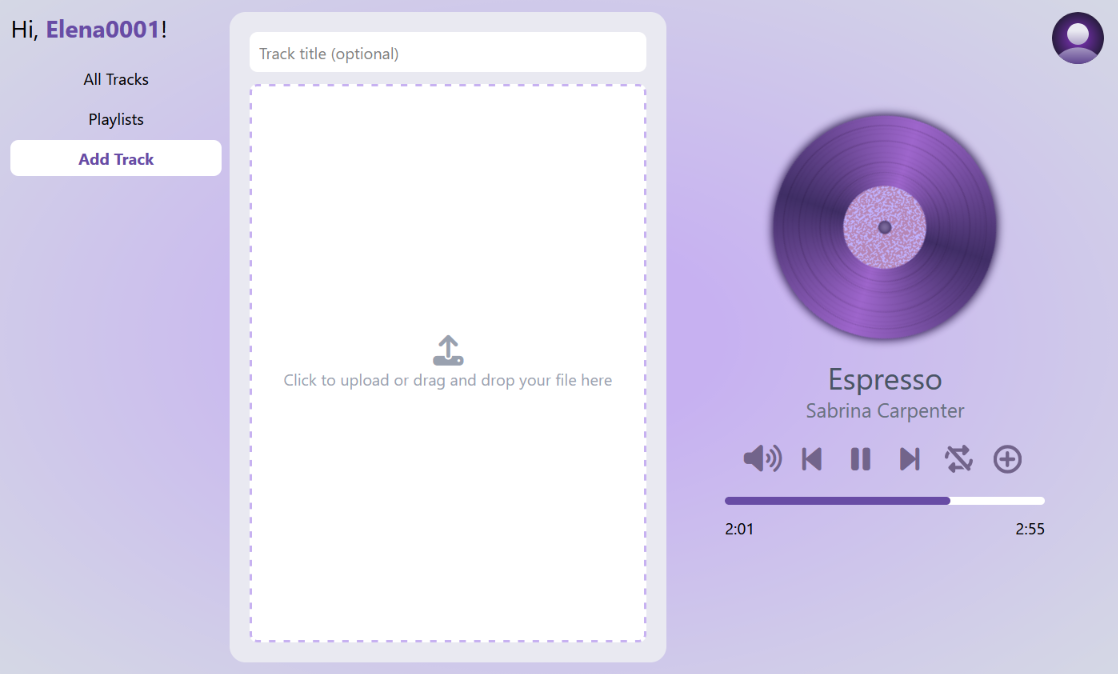 Hi, Elena0001!
All Tracks
Playlists
Add Track
Track title (optional)
Click to upload or drag and drop your file here
Espresso
Sabrina Carpenter
2:01
2:55